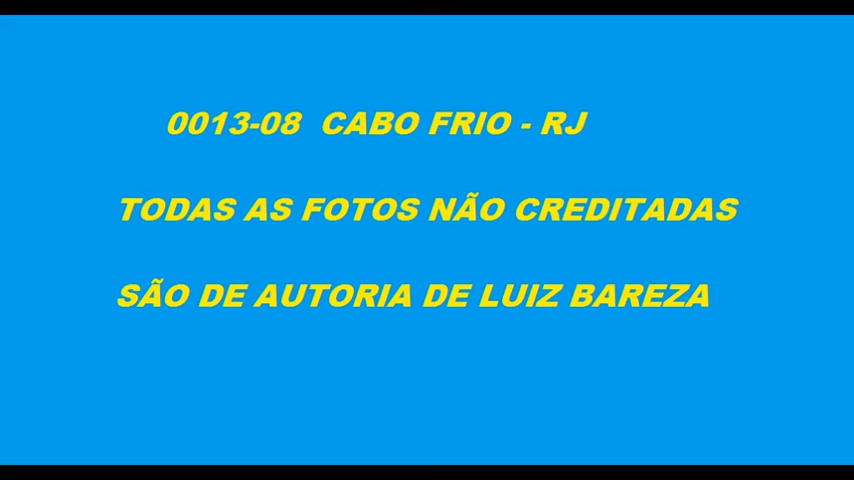 0013-08 CABO FRIO - RJ
TODAS AS FOTOS NÃO CREDITADAS
SÃO DE AUTORIA DE LUIZ BAREZA